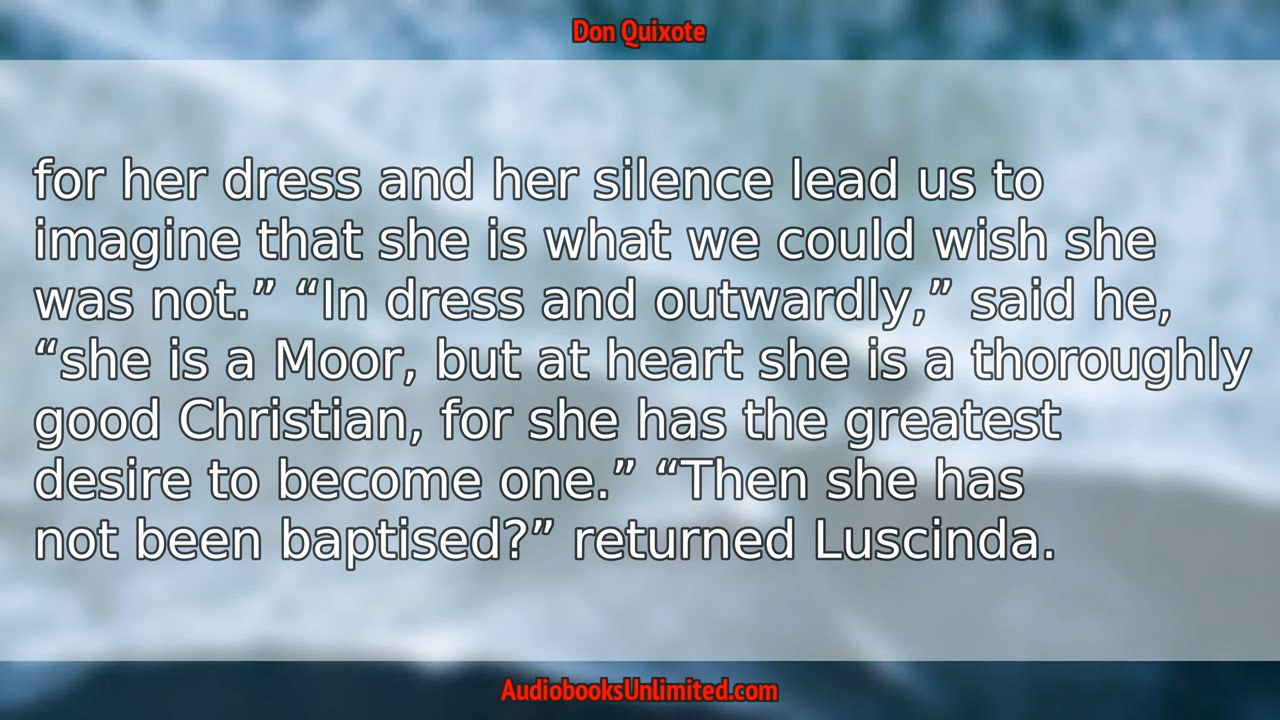 Don Quixote
for her dress and her silence lead us to
imagine that she is what we could wish she
was not.” “In dress and outwardly,” said he,
“she is a Moor, but at heart she is a thoroughly
good Christian, for she has the greatest
desire to become one.” “Then she has
not been baptised?” returned Luscinda.
AudiobooksUnlimited.com